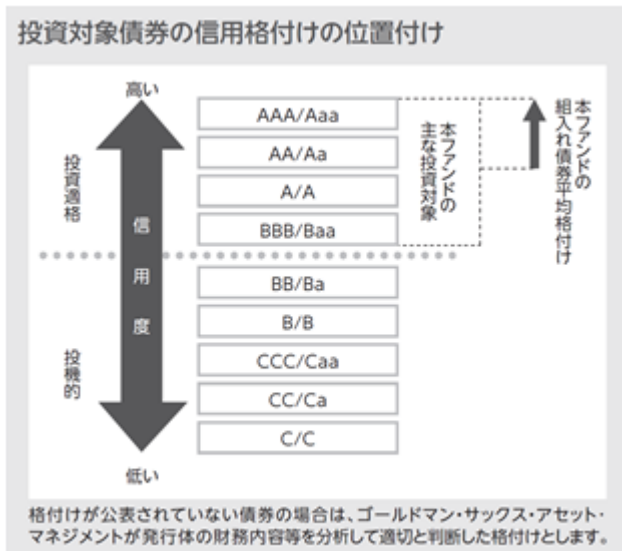 投資対象債券の信用格付けの位置付け
高い
投資適格
信用度
投機的
低い
AAA/Aaa
AA/Aa
A/A
BBB/Baa
BB/Ba
B/B
CCC/Caa
CC/Ca
C/C
本ファンドの
主な投資対象
本ファンドの
組入れ債券平均格付け
格付けが公表されていない債券の場合は、ゴールドマン・サックス・アセット・
マネジメントが発行体の財務内容等を分析して適切と判断した格付けとします。